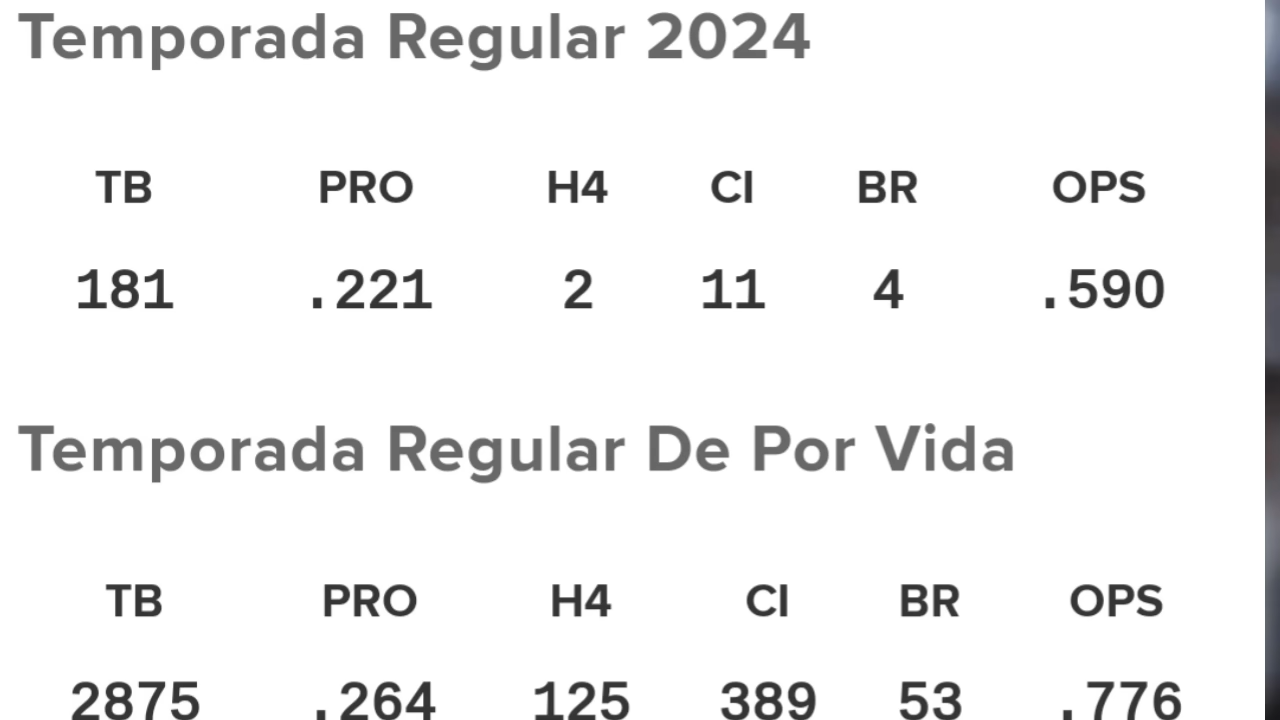 Temporada Regular 2024
TB PRO H4 CI BR OPS
181 .221 2 11 4 .590
Temporada Regular De Por Vida
TB PRO H4 CI BR OPS
2875 .264 125 389 53 .776